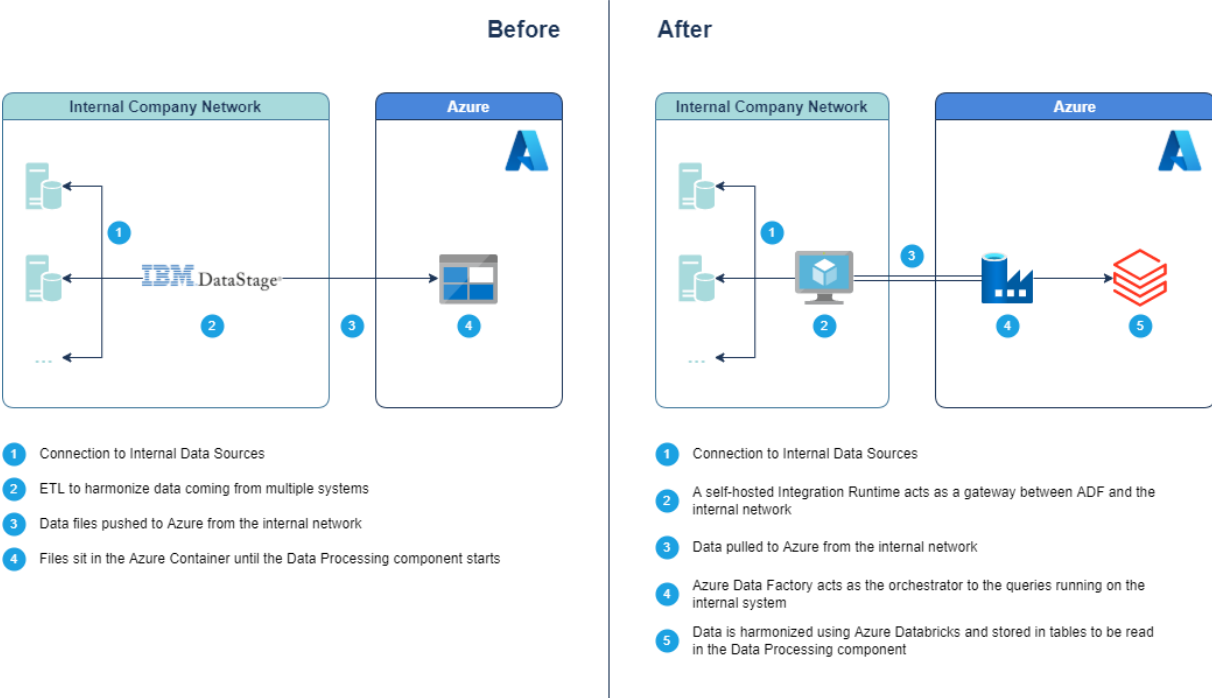 Before
After
Internal Company Network
Azure
1
IBM DataStage
2
3
4
...
1 Connection to Internal Data Sources
2 ETL to harmonize data coming from multiple systems
3 Data files pushed to Azure from the internal network
4 Files sit in the Azure Container until the Data Processing component starts
Internal Company Network
Azure
1
3
2
4
5
...
1 Connection to Internal Data Sources
2 A self-hosted Integration Runtime acts as a gateway between ADF and the
internal network
3 Data pulled to Azure from the internal network
4 Azure Data Factory acts as the orchestrator to the queries running on the
internal system
5 Data is harmonized using Azure Databricks and stored in tables to be read
in the Data Processing component